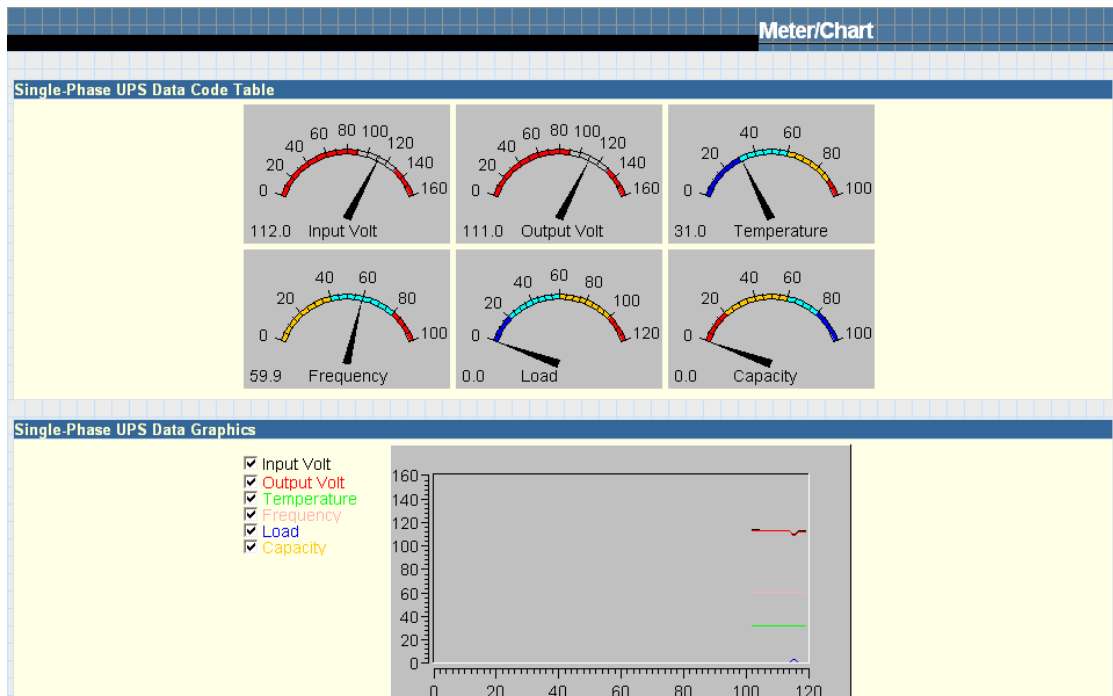 Meter/Chart
Single-Phase UPS Data Code Table
0 20 40 60 80 100 120 140 160
112.0 Input Volt
0 20 40 60 80 100 120 140 160
111.0 Output Volt
0 20 40 60 80 100
31.0 Temperature
0 20 40 60 80 100
59.9 Frequency
0 20 40 60 80 100 120
0.0 Load
0 20 40 60 80 100
0.0 Capacity
Single-Phase UPS Data Graphics
Input Volt
Output Volt
Temperature
Frequency
Load
Capacity
160
140
120
100
80
60
40
20
0
0 20 40 60 80 100 120